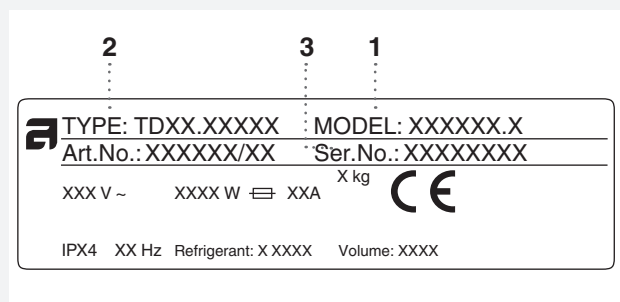 2 3 1
TYPE: TDXX.XXXXX MODEL: XXXXXX.X
Art.No.: XXXXXX/XX Ser.No.: XXXXXXXX
X kg
XXX V ~ XXXX W XXA CE
IPX4 XX Hz Refrigerant: X XXXX Volume: XXXX